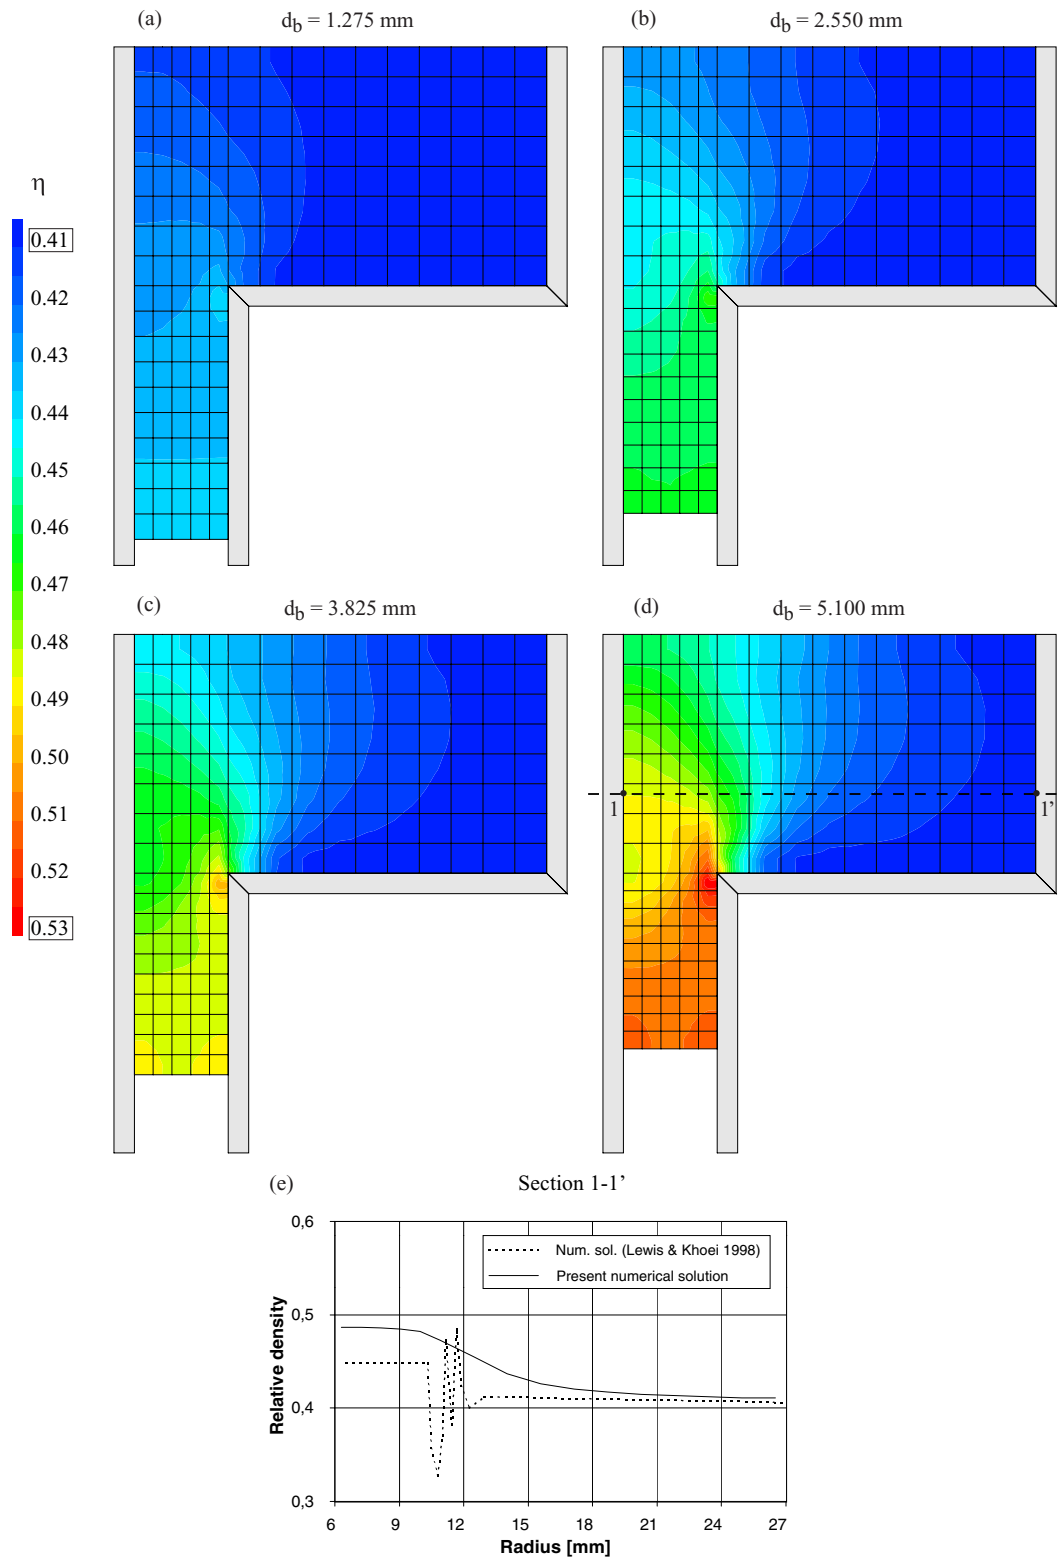 (a)
d_b = 1.275 mm
(b)
d_b = 2.550 mm
η
0.41
0.42
0.43
0.44
0.45
0.46
0.47
0.48
0.49
0.50
0.51
0.52
0.53
(c)
d_b = 3.825 mm
(d)
d_b = 5.100 mm
1
1’
(e)
Section 1-1’
0,6
0,5
0,4
0,3
Relative density
Num. sol. (Lewis & Khoei 1998)
Present numerical solution
6
9
12
15
18
21
24
27
Radius [mm]